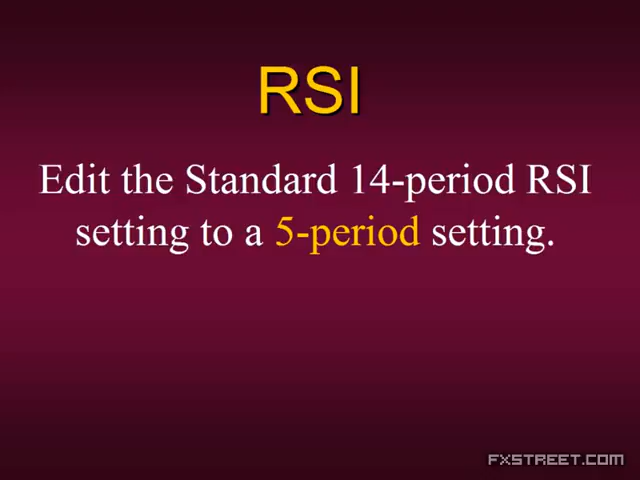 RSI
Edit the Standard 14-period RSI
setting to a 5-period setting.
FXSTREET.COM